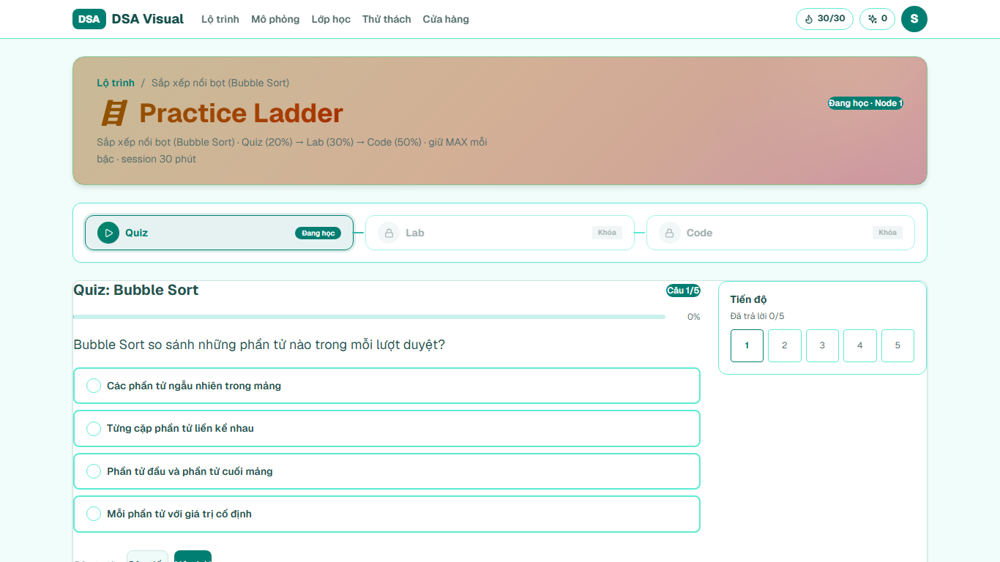 DSA DSA Visual Lộ trình Mô phỏng Lớp học Thử thách Cửa hàng 30/30 0 S
Lộ trình / Sắp xếp nổi bọt (Bubble Sort)
Practice Ladder
Đang học · Node 1
Sắp xếp nổi bọt (Bubble Sort) · Quiz (20%) → Lab (30%) → Code (50%) · giữ MAX mỗi
bậc · session 30 phút
Quiz Đang học Lab Khóa Code Khóa
Quiz: Bubble Sort Câu 1/5
0%
Bubble Sort so sánh những phần tử nào trong mỗi lượt duyệt?
Các phần tử ngẫu nhiên trong mảng
Từng cặp phần tử liền kề nhau
Phần tử đầu và phần tử cuối mảng
Mỗi phần tử với giá trị cố định
Tiến độ
Đã trả lời 0/5
1 2 3 4 5